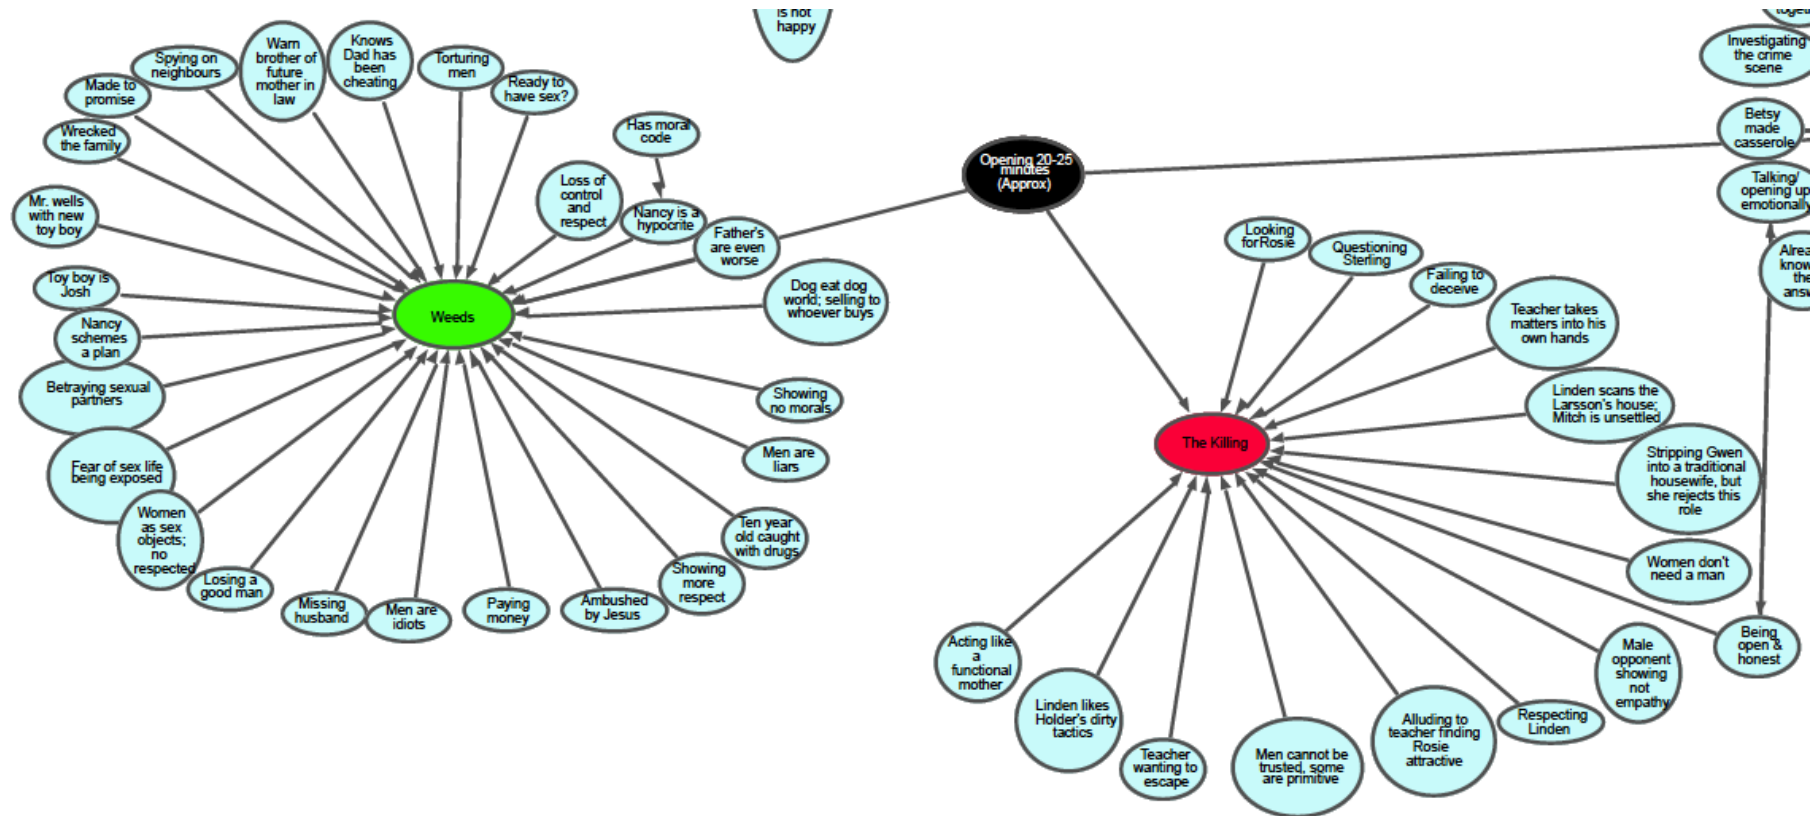 is not
happy
Warn
brother of
future
mother in
law
Knows
Dad has
been
cheating
Spying on
neighbours
Torturing
men
Made to
promise
Ready to
have sex?
Wrecked
the family
Has moral
code
Loss of
control
and
respect
Mr. wells
with new
toy boy
Nancy is a
hypocrite
Father's
are even
worse
Toy boy is
Josh
Dog eat dog
world; selling to
whoever buys
Weeds
Nancy
schemes
a plan
Betraying sexual
partners
Showing
no morals
Men are
liars
Fear of sex life
being exposed
Women
as sex
objects;
no
respected
Ten year
old caught
with drugs
Showing
more
respect
Losing a
good man
Missing
husband
Men are
idiots
Paying
money
Ambushed
by Jesus
Opening 20-25
minutes
(Approx)
Investigating
the crime
scene
Betsy
made
casserole
Talking/
opening up
emotionally
know
the
Looking
forRosie
Questioning
Sterling
Failing to
deceive
Teacher takes
matters into his
own hands
Linden scans the
Larsson's house;
Mitch is unsettled
The Killing
Stripping Gwen
into a traditional
housewife, but
she rejects this
role
Women don't
need a man
Being
open &
honest
Male
opponent
showing
not
empathy
Acting like
a
functional
mother
Linden likes
Holder's dirty
tactics
Teacher
wanting to
escape
Men cannot be
trusted, some
are primitive
Alluding to
teacher finding
Rosie
attractive
Respecting
Linden